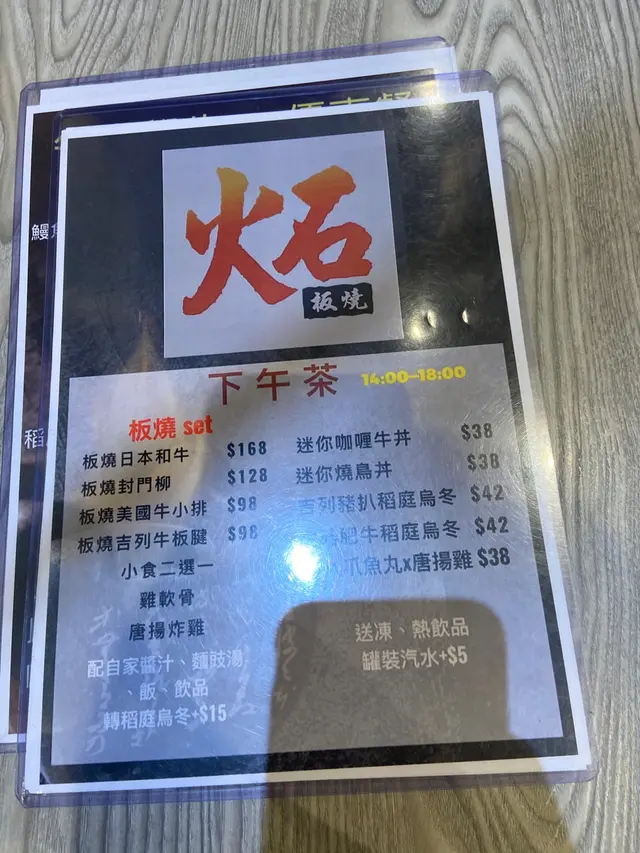 優惠餐
鰻
稻
火石
板燒
下午茶 14:00–18:00
板燒 set
板燒日本和牛 $168
板燒封門柳 $128
板燒美國牛小排 $98
板燒吉列牛板腱 $98
小食二選一
雞軟骨
唐揚炸雞
配自家醬汁、麵豉湯
、飯、飲品
轉稻庭烏冬+$15
迷你咖喱牛丼 $38
迷你燒鳥丼 $38
吉列豬扒稻庭烏冬 $42
肥牛稻庭烏冬 $42
爪魚丸x唐揚雞 $38
送凍、熱飲品
罐裝汽水+$5